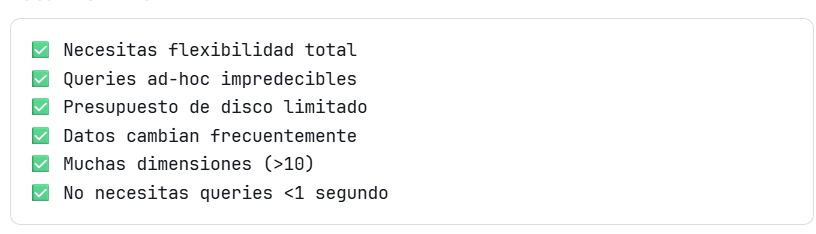 ✅ Necesitas flexibilidad total
✅ Queries ad-hoc impredecibles
✅ Presupuesto de disco limitado
✅ Datos cambian frecuentemente
✅ Muchas dimensiones (>10)
✅ No necesitas queries <1 segundo